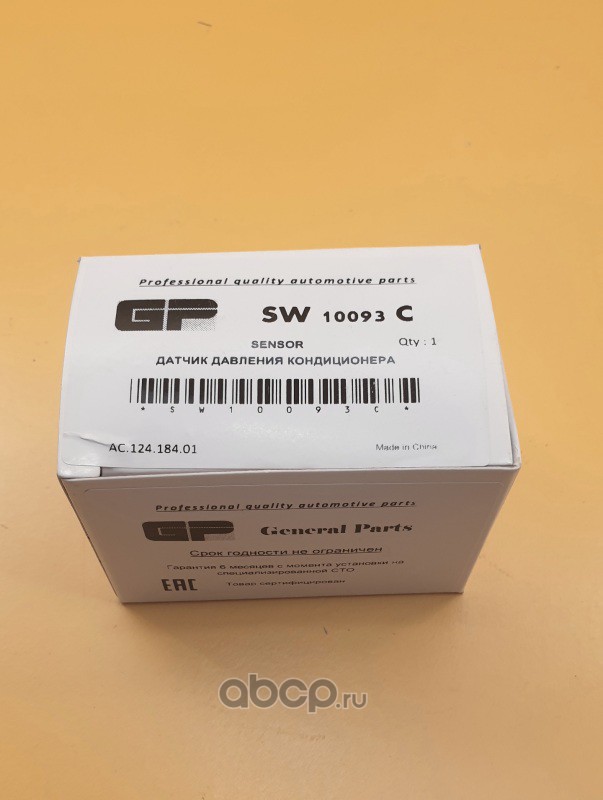 Professional quality automotive parts
GP SW 10093 C
SENSOR Qty : 1
ДАТЧИК ДАВЛЕНИЯ КОНДИЦИОНЕРА
* S W 1 0 0 9 3 C *
AC.124.184.01 Made in China
Professional quality automotive parts
GP General Parts
Срок годности не ограничен
Гарантия 6 месяцев с момента установки на
специализированной СТО
EAC Товар сертифицирован
abcp.ru